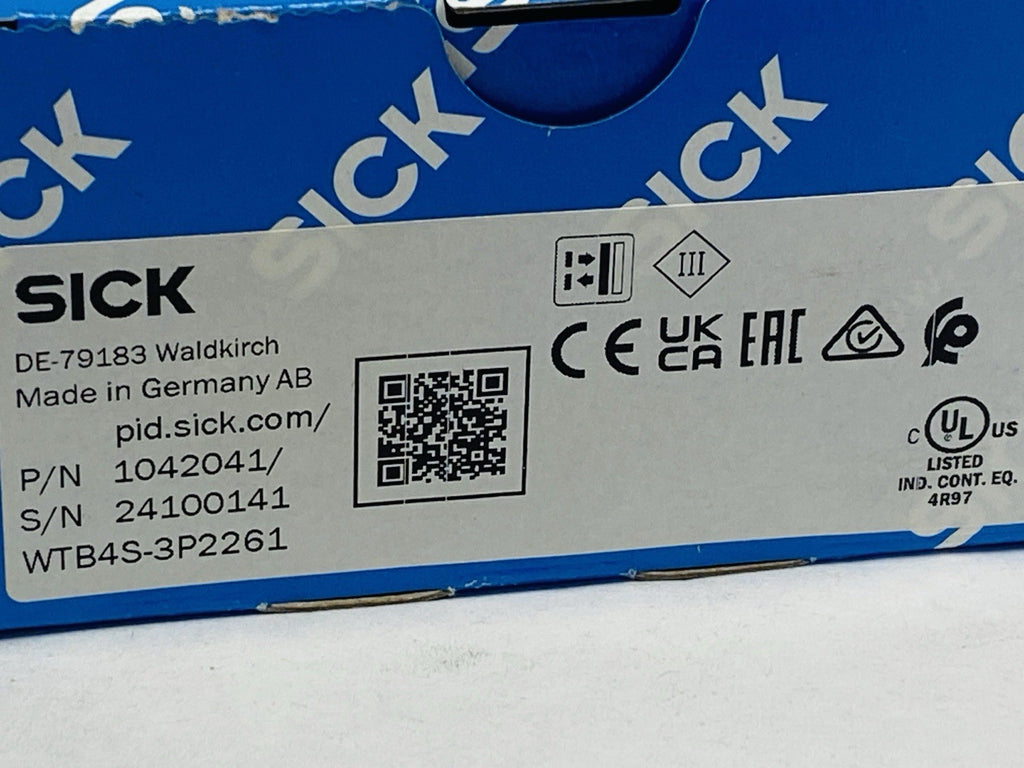 SICK
SICK
SICK
SICK
DE-79183 Waldkirch
Made in Germany AB
pid.sick.com/
P/N 1042041/
S/N 24100141
WTB4S-3P2261
III
CE UK CA EAC
C UL US
LISTED
IND. CONT. EQ.
4R97